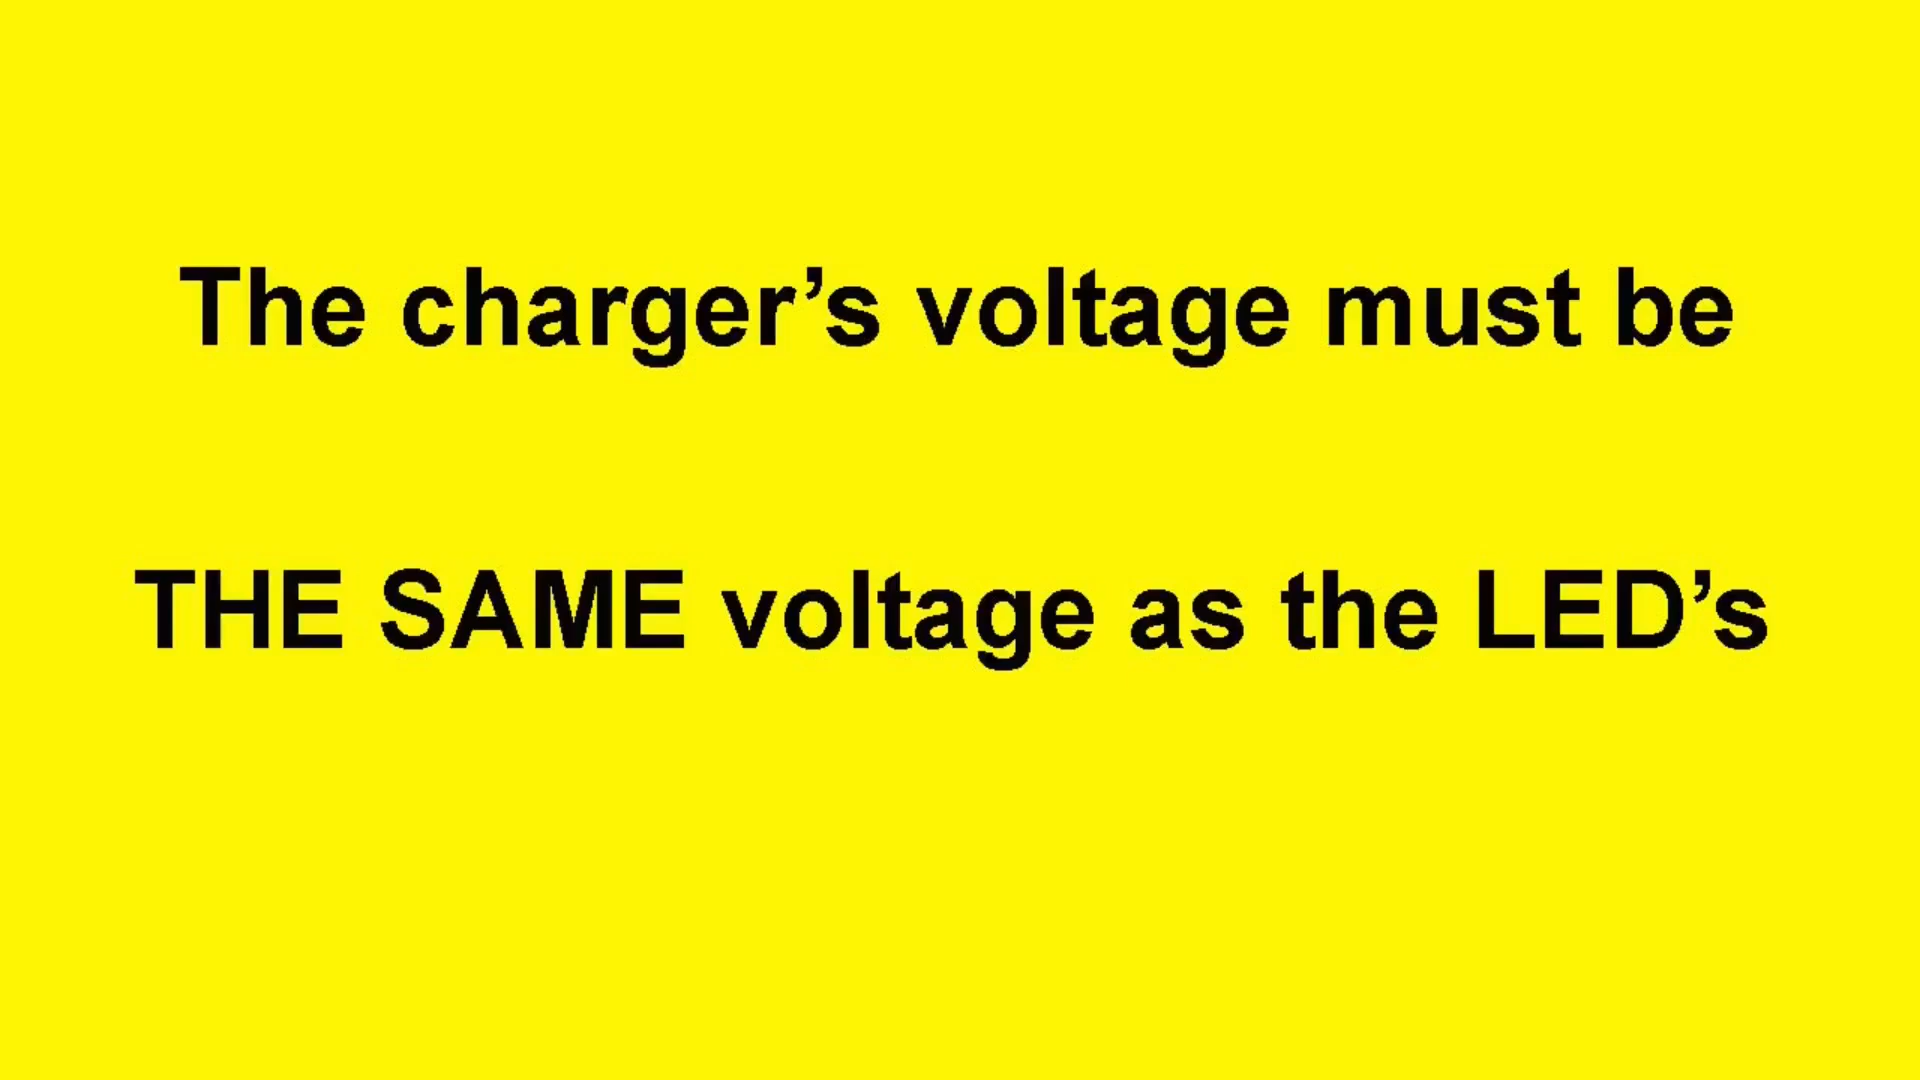 The charger’s voltage must be
THE SAME voltage as the LED’s